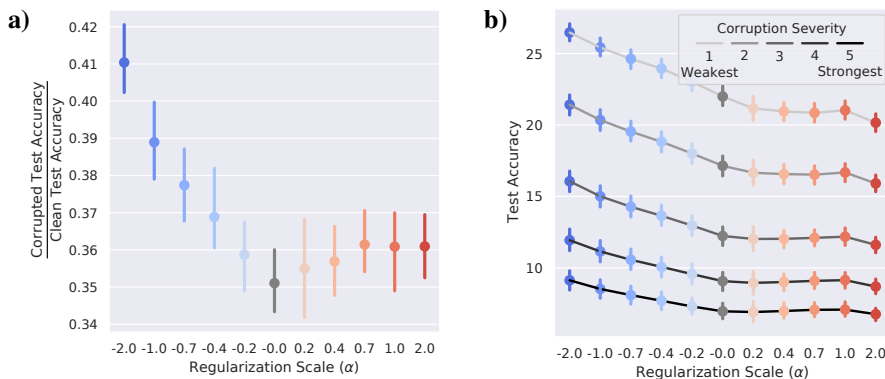 a)
Corrupted Test Accuracy
Clean Test Accuracy
0.42
0.41
0.40
0.39
0.38
0.37
0.36
0.35
0.34
-2.0 -1.0 -0.7 -0.4 -0.2 -0.0 0.2 0.4 0.7 1.0 2.0
Regularization Scale (α)
b)
Test Accuracy
25
20
15
10
Corruption Severity
1 2 3 4 5
Weakest Strongest
-2.0 -1.0 -0.7 -0.4 -0.2 -0.0 0.2 0.4 0.7 1.0 2.0
Regularization Scale (α)